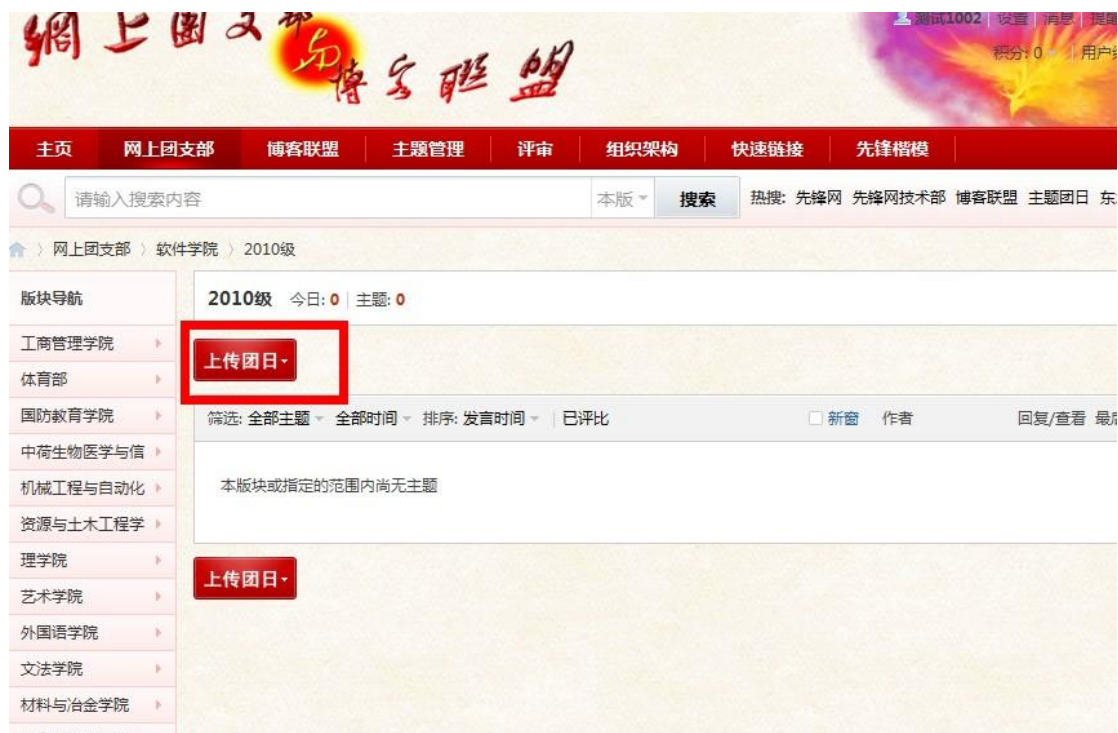 網上團支部
与
博客联盟
测试1002 设置 消息 提醒
积分: 0 用户组
主页 网上团支部 博客联盟 主题管理 评审 组织架构 快速链接 先锋楷模
请输入搜索内容 本版 搜索 热搜: 先锋网 先锋网技术部 博客联盟 主题团日 东
网上团支部 〉 软件学院 〉 2010级
版块导航
2010级 今日: 0 主题: 0
工商管理学院
上传团日
体育部
国防教育学院
筛选: 全部主题 全部时间 排序: 发言时间 已评比 新窗 作者 回复/查看 最后
中荷生物医学与信
机械工程与自动化
本版块或指定的范围内尚无主题
资源与土木工程学
理学院
上传团日
艺术学院
外国语学院
文法学院
材料与冶金学院